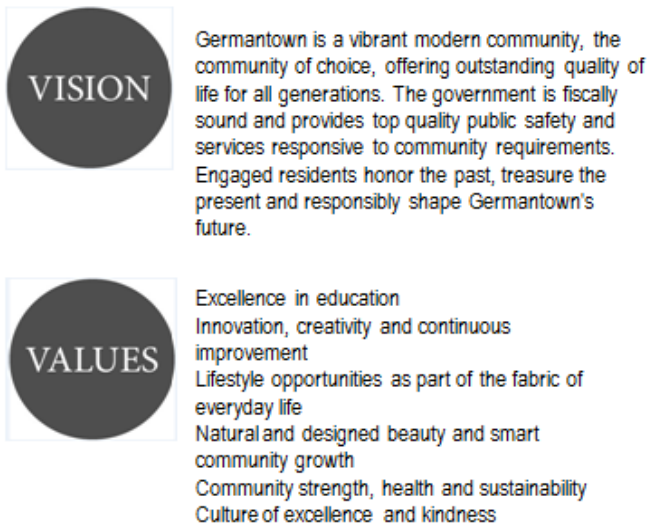 VISION
Germantown is a vibrant modern community, the
community of choice, offering outstanding quality of
life for all generations. The government is fiscally
sound and provides top quality public safety and
services responsive to community requirements.
Engaged residents honor the past, treasure the
present and responsibly shape Germantown's
future.
VALUES
Excellence in education
Innovation, creativity and continuous
improvement
Lifestyle opportunities as part of the fabric of
everyday life
Natural and designed beauty and smart
community growth
Community strength, health and sustainability
Culture of excellence and kindness